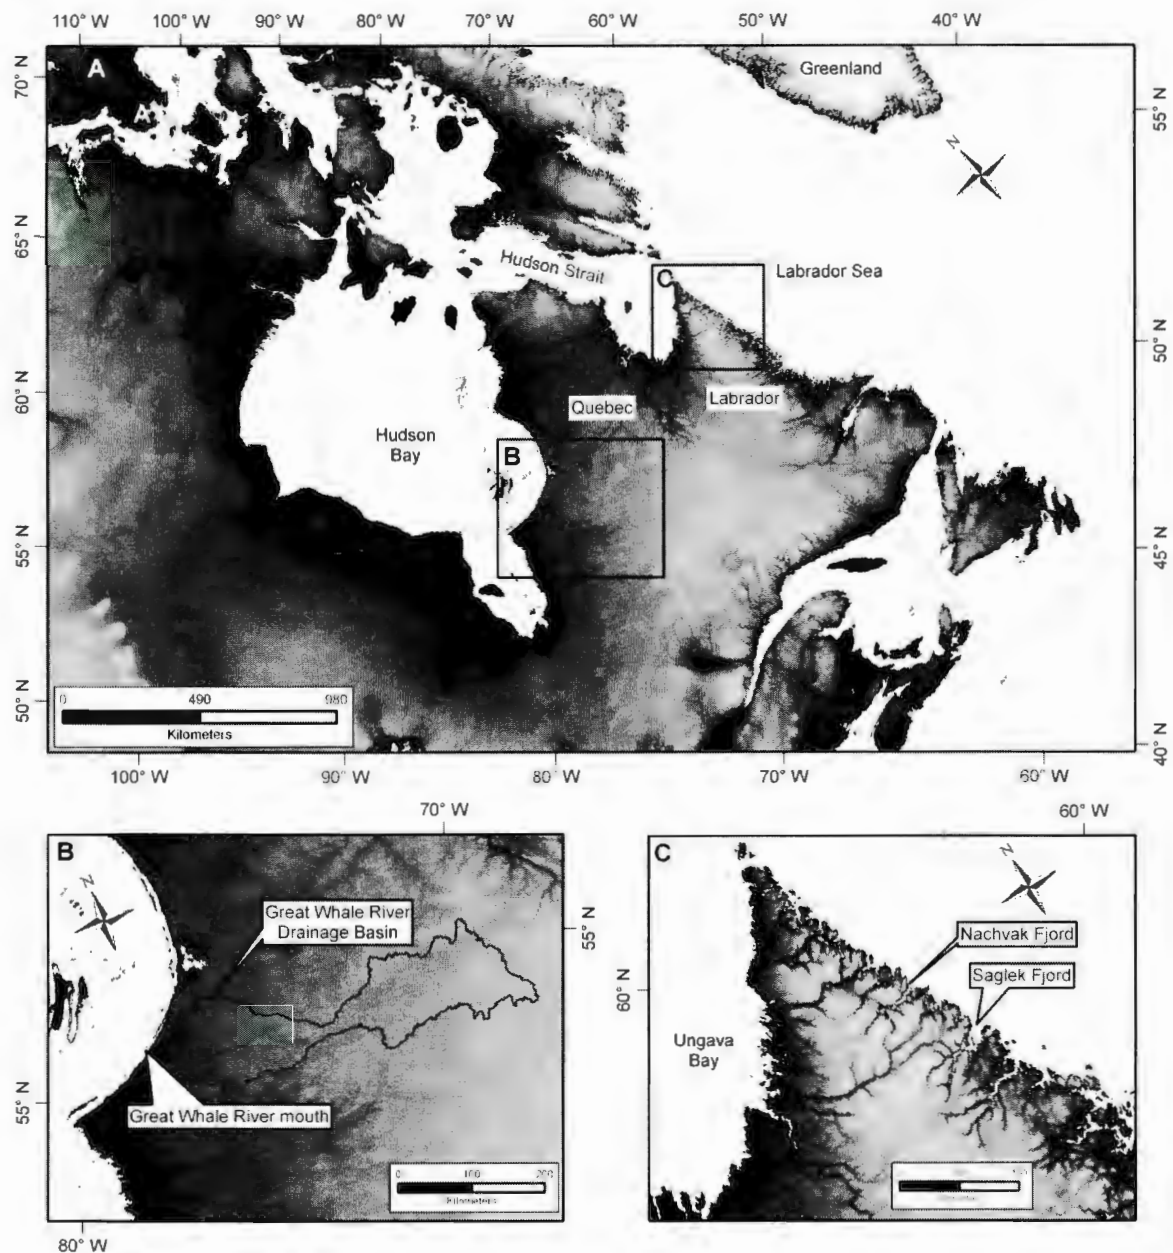 110° W 100° W 90° W 80° W 70° W 60° W 50° W 40° W
70° N
65° N
60° N
55° N
50° N
55° N
50° N
45° N
40° N
A
A
Greenland
N
Hudson Strait
C
Labrador Sea
Quebec
Labrador
Hudson
Bay
B
0 490 980
Kilometers
100° W 90° W 80° W 70° W 60° W
70° W
B
N
Great Whale River
Drainage Basin
55° N
55° N
Great Whale River mouth
0 100 200
Kilometers
80° W
60° W
C
N
Nachvak Fjord
Saglek Fjord
60° N
Ungava
Bay